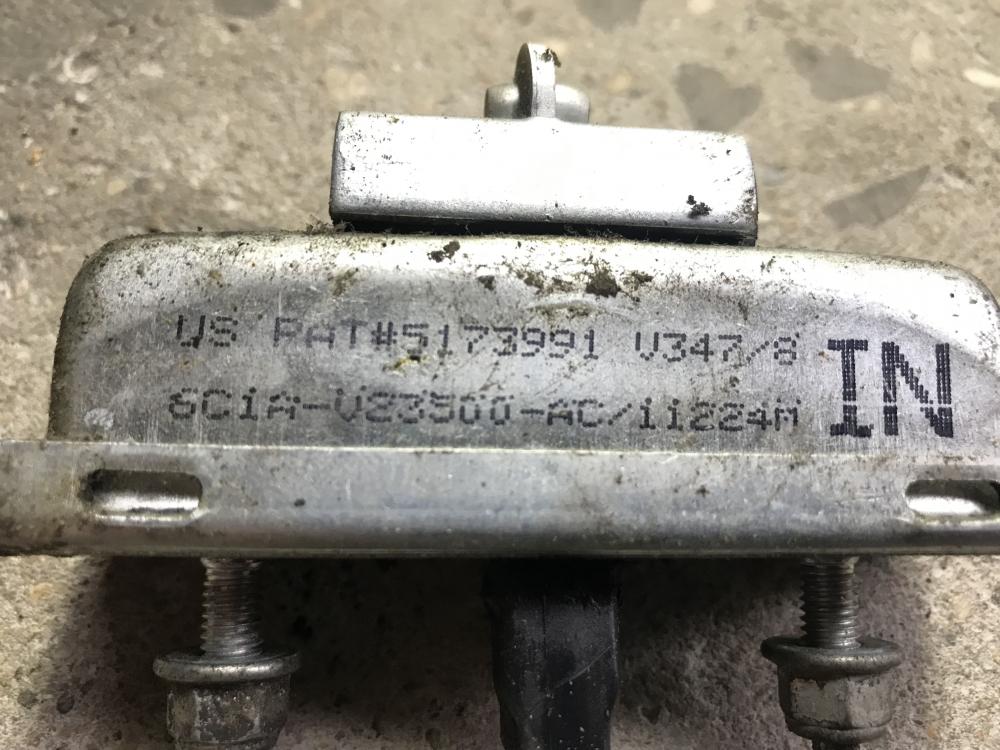 US PAT#5173991 V347/8
6C1A-V23500-AC/11224M
IN